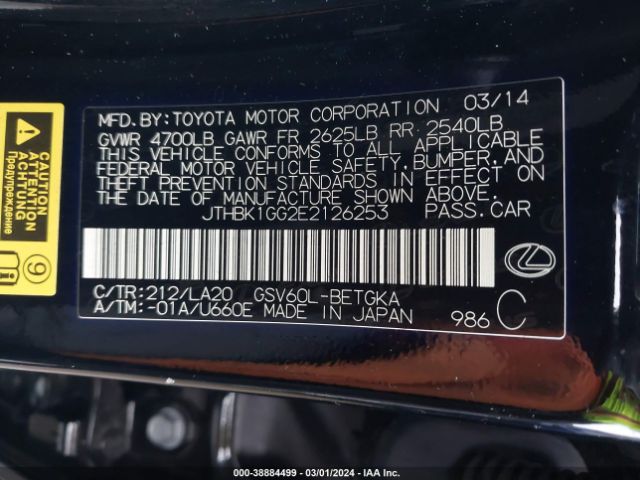 MFD.BY:TOYOTA MOTOR CORPORATION 03/14
GVWR 4700LB GAWR FR 2625LB RR 2540LB
THIS VEHICLE CONFORMS TO ALL APPLICABLE
FEDERAL MOTOR VEHICLE SAFETY, BUMPER, AND
THEFT PREVENTION STANDARDS IN EFFECT ON
THE DATE OF MANUFACTURE SHOWN ABOVE.
JTHBK1GG2E2126253 PASS.CAR
C/TR:212/LA20 GSV60L-BETGKA
A/TM:-01A/U660E MADE IN JAPAN 986 C
CAUTION
Предупреждение
9
000-38884499 — 03/01/2024 — IAA Inc.